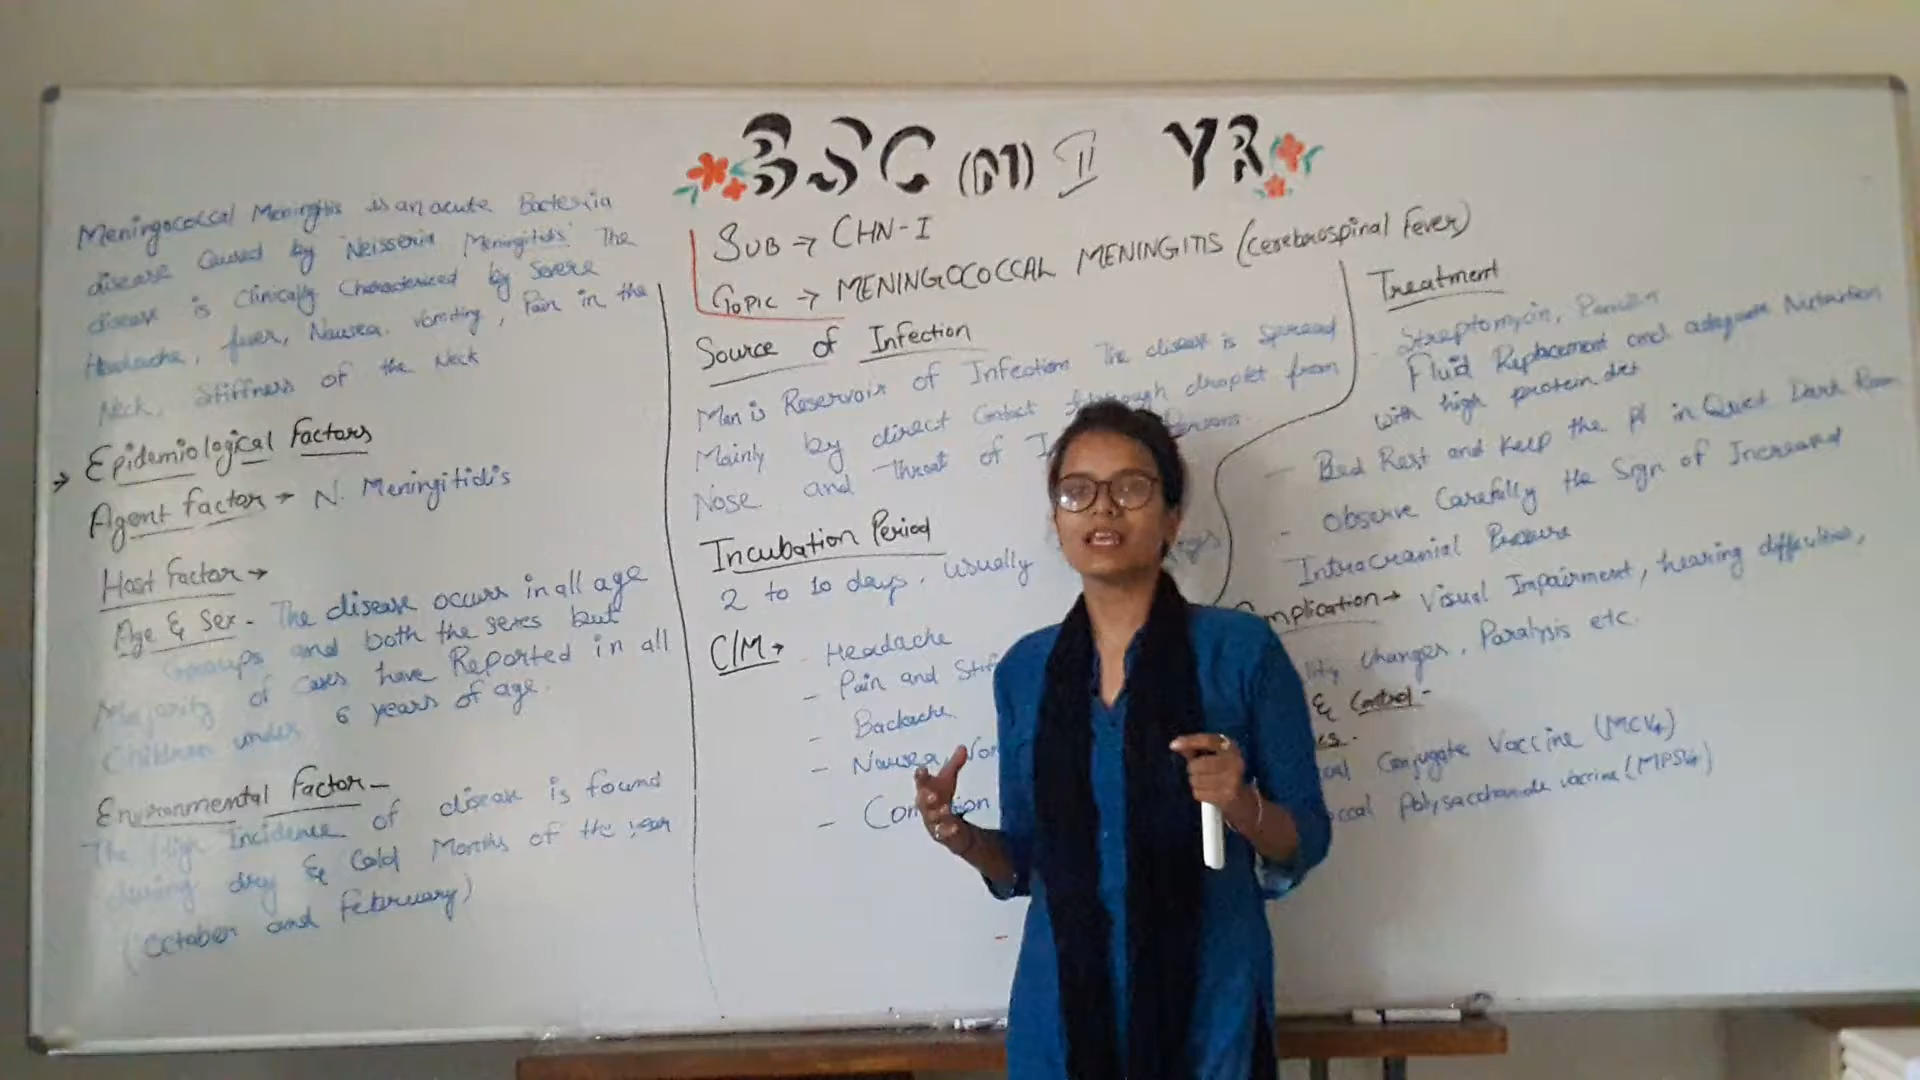 BSC (N) II YR
SUB → CHN-I
Topic → MENINGOCOCCAL MENINGITIS (Cerebrospinal Fever)
Meningococcal Meningitis is an acute Bacteria
disease caused by 'Neisseria Meningitidis' The
disease is Clinically Characterized by Severe
Headache, fever, Nausea, vomiting, Pain in the
Neck, Stiffness of the Neck
→ Epidemiological Factors
Agent factor → N. Meningitidis
Host Factor →
Age & Sex - The disease occurs in all age
Groups and both the sexes but
Majority of cases have Reported in all
Children under 6 years of age.
Environmental Factor -
The High Incidence of disease is found
during dry & Cold Months of the year
(October and February)
Source of Infection
Man is Reservoir of Infection The disease is Spread
Mainly by direct Contact through droplet from
Nose and throat of Persons.
Incubation Period
2 to 10 days, usually
C/M →
- Headache
- Pain and
- Backache
- Nausea
-
Treatment
- Streptomycin,
Fluid Replacement and adequate Nutrition
with high protein diet
- Bed Rest and Keep the Pt in Quiet Dark Room
- Observe Carefully the Sign of Increased
Intracranial Pressure
Complication → Visual Impairment, hearing difficulties,
changes, Paralysis etc.
& Control -
Conjugate Vaccine (MCV4)
Polysaccharide vaccine (MPSV4)